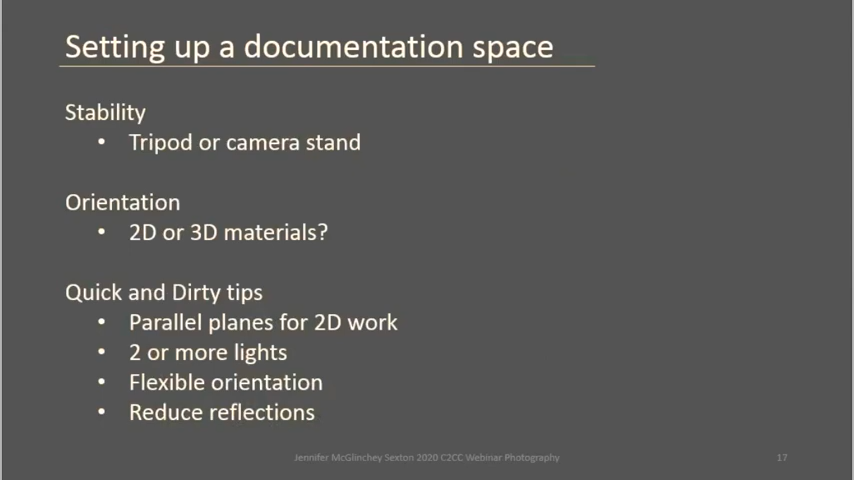 Setting up a documentation space
Stability
• Tripod or camera stand
Orientation
• 2D or 3D materials?
Quick and Dirty tips
• Parallel planes for 2D work
• 2 or more lights
• Flexible orientation
• Reduce reflections
Jennifer McGlinchey Sexton 2020 C2CC Webinar Photography
17